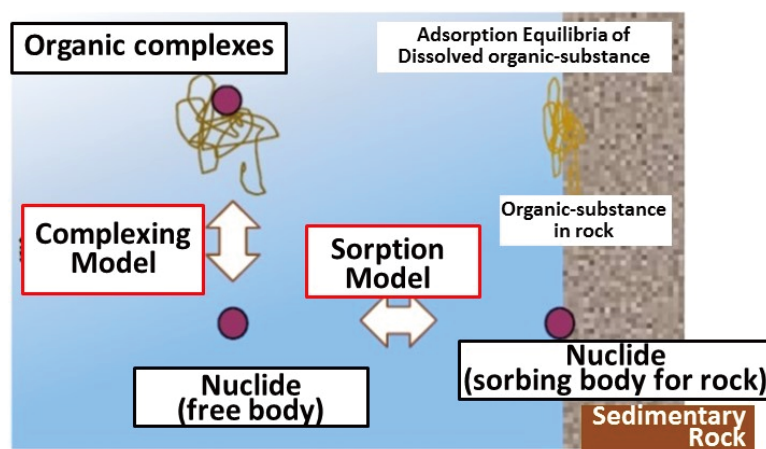 Organic complexes
Adsorption Equilibria of
Dissolved organic-substance
Organic-substance
in rock
Complexing
Model
Sorption
Model
Nuclide
(free body)
Nuclide
(sorbing body for rock)
Sedimentary
Rock